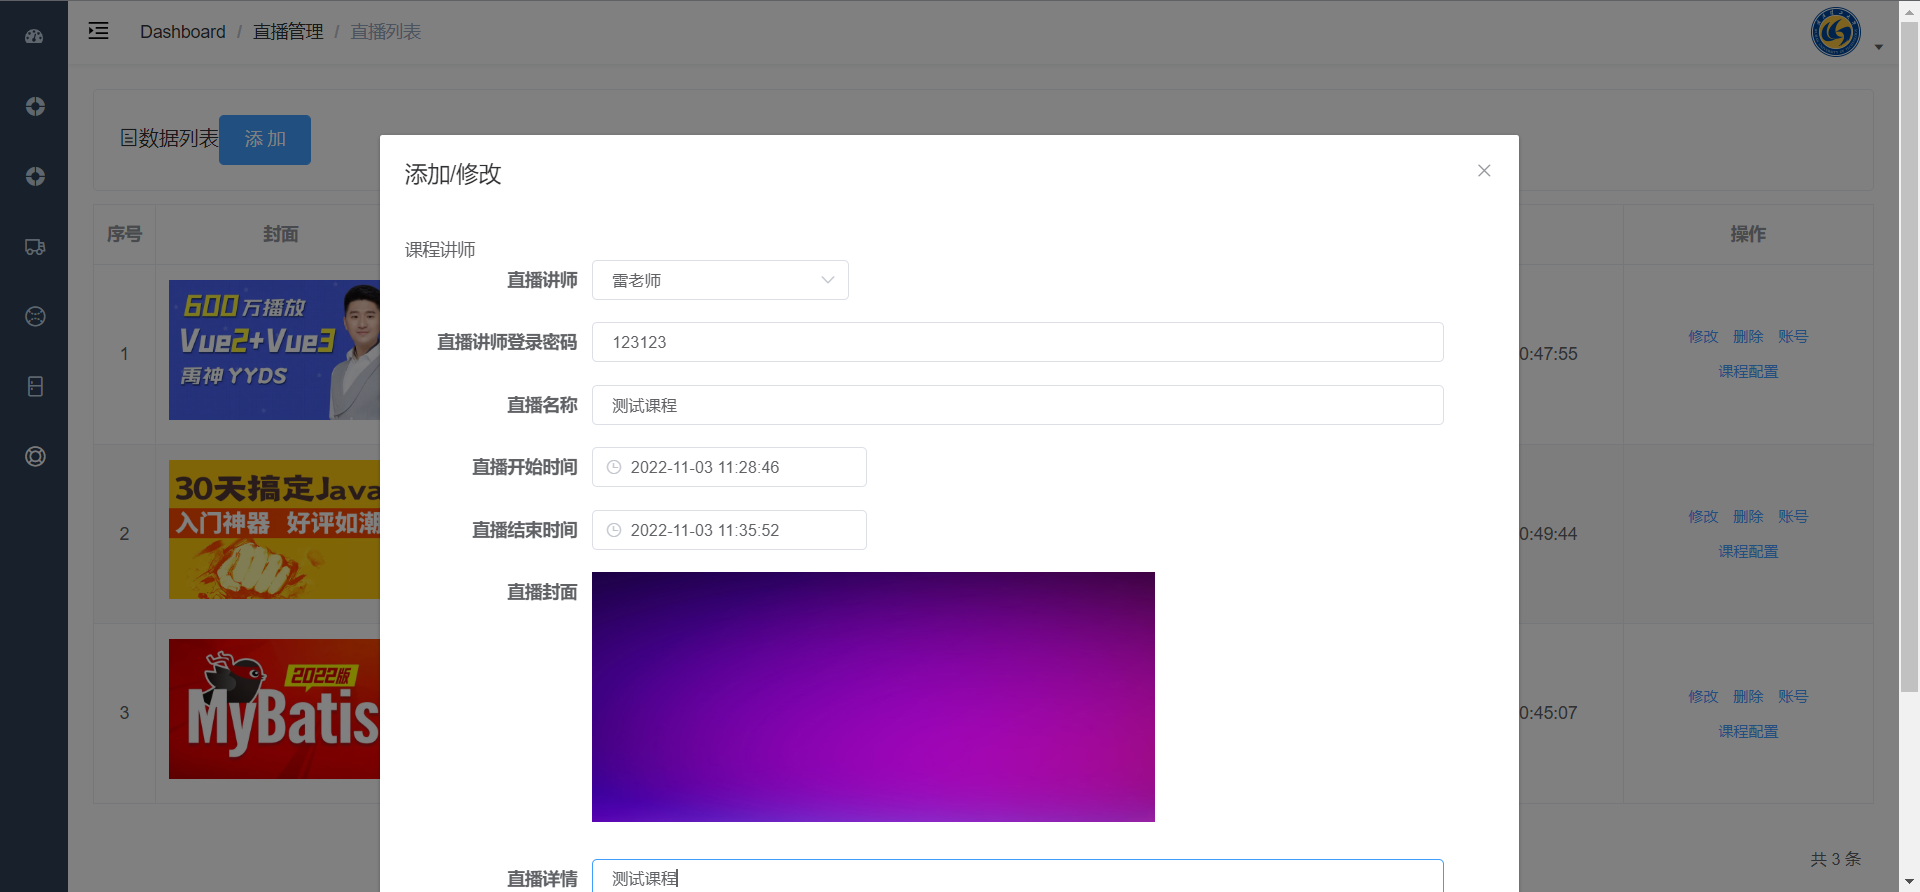 Dashboard / 直播管理 / 直播列表
数据列表 添加
添加/修改
序号 封面 操作
课程讲师
直播讲师 雷老师
直播讲师登录密码 123123
直播名称 测试课程
直播开始时间 2022-11-03 11:28:46
直播结束时间 2022-11-03 11:35:52
直播封面
直播详情 测试课程
1
600万播放
Vue2+Vue3
禹神YYDS
0:47:55
修改 删除 账号
课程配置
2
30天搞定Java
入门神器 好评如潮
0:49:44
修改 删除 账号
课程配置
3
2022版
MyBatis
0:45:07
修改 删除 账号
课程配置
共 3 条